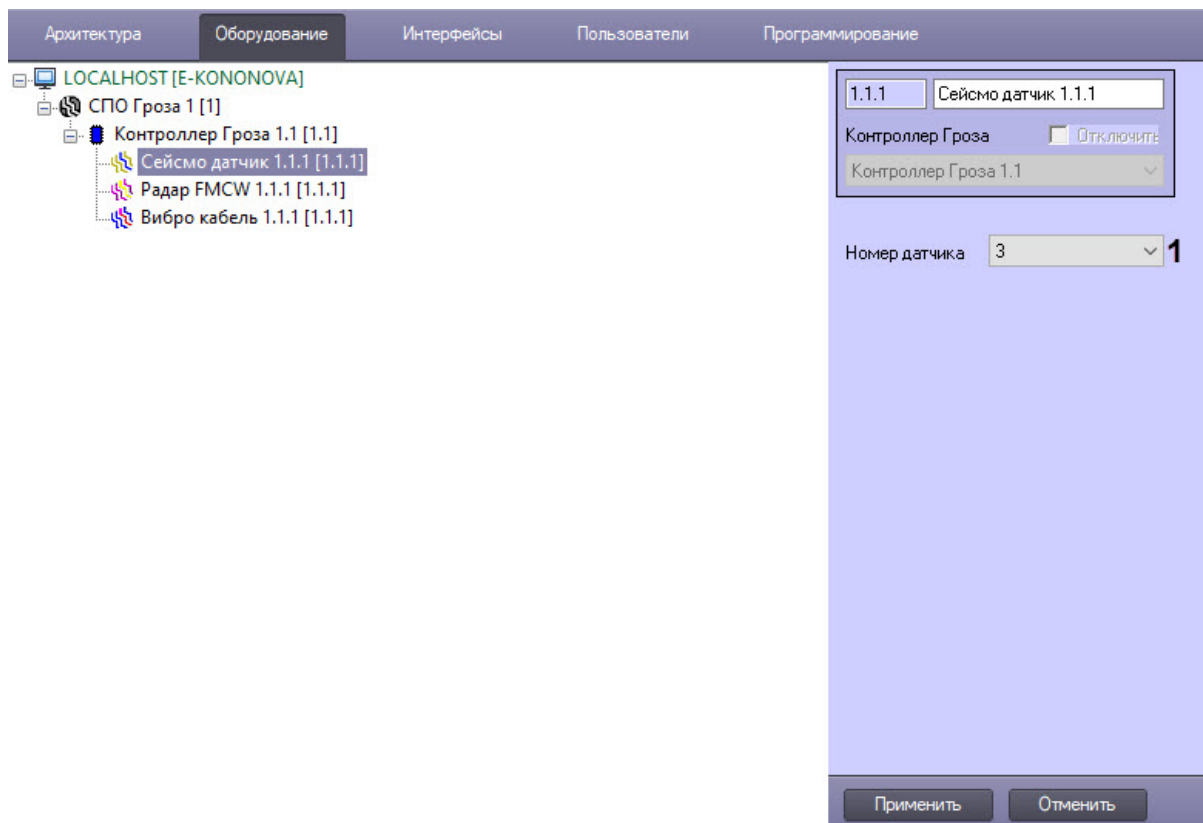 Архитектура Оборудование Интерфейсы Пользователи Программирование
LOCALHOST [E-KONONOVA]
СПО Гроза 1 [1]
Контроллер Гроза 1.1 [1.1]
Сейсмо датчик 1.1.1 [1.1.1]
Радар FMCW 1.1.1 [1.1.1]
Вибро кабель 1.1.1 [1.1.1]
1.1.1 Сейсмо датчик 1.1.1
Контроллер Гроза Отключить
Контроллер Гроза 1.1
Номер датчика 3 1
Применить Отменить